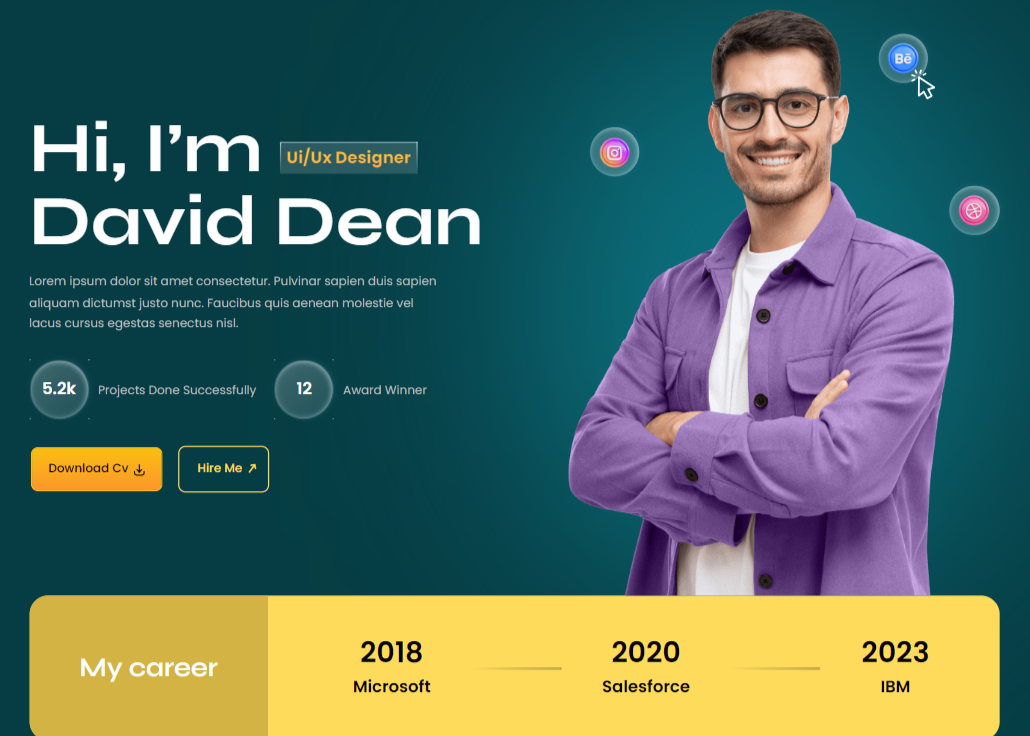 Hi, I’m
Ui/Ux Designer
David Dean
Lorem ipsum dolor sit amet consectetur. Pulvinar sapien duis sapien
aliquam dictumst justo nunc. Faucibus quis aenean molestie vel
lacus cursus egestas senectus nisl.
5.2k Projects Done Successfully
12 Award Winner
Download Cv
Hire Me
Bē
My career
2018
Microsoft
2020
Salesforce
2023
IBM